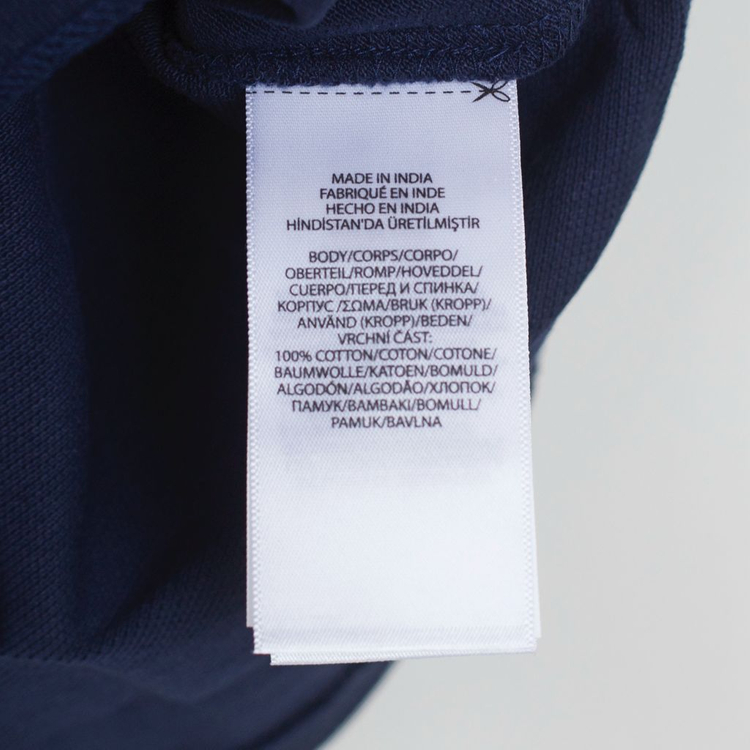 MADE IN INDIA
FABRIQUÉ EN INDE
HECHO EN INDIA
HİNDİSTAN'DA ÜRETİLMİŞTİR
BODY/CORPS/CORPO/
OBERTEIL/ROMP/HOVEDDEL/
CUERPO/ПЕРЕД И СПИНКА/
КОРПУС /ΣΩΜΑ/BRUK (KROPP)/
ANVÄND (KROPP)/BEDEN/
VRCHNÍ ČÁST:
100% COTTON/COTON/COTONE/
BAUMWOLLE/KATOEN/BOMULD/
ALGODÓN/ALGODÃO/ХЛОПОК/
ПАМУК/ΒΑΜΒΑΚΙ/BOMULL/
PAMUK/BAVLNA